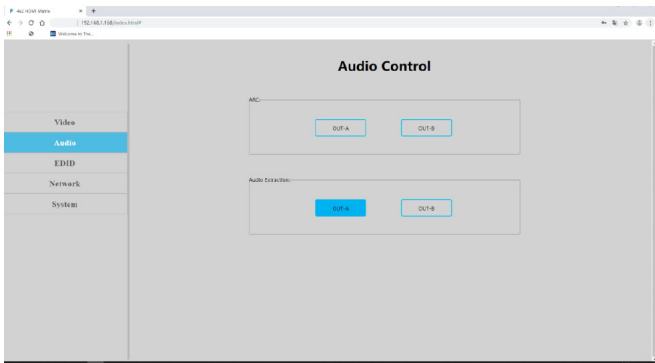 4x2 HDMI Matrix
192.168.1.168/index.html#
Welcome to The...
Audio Control
ARC
OUT-A OUT-B
Video
Audio
EDID
Network
System
Audio Extraction
OUT-A OUT-B